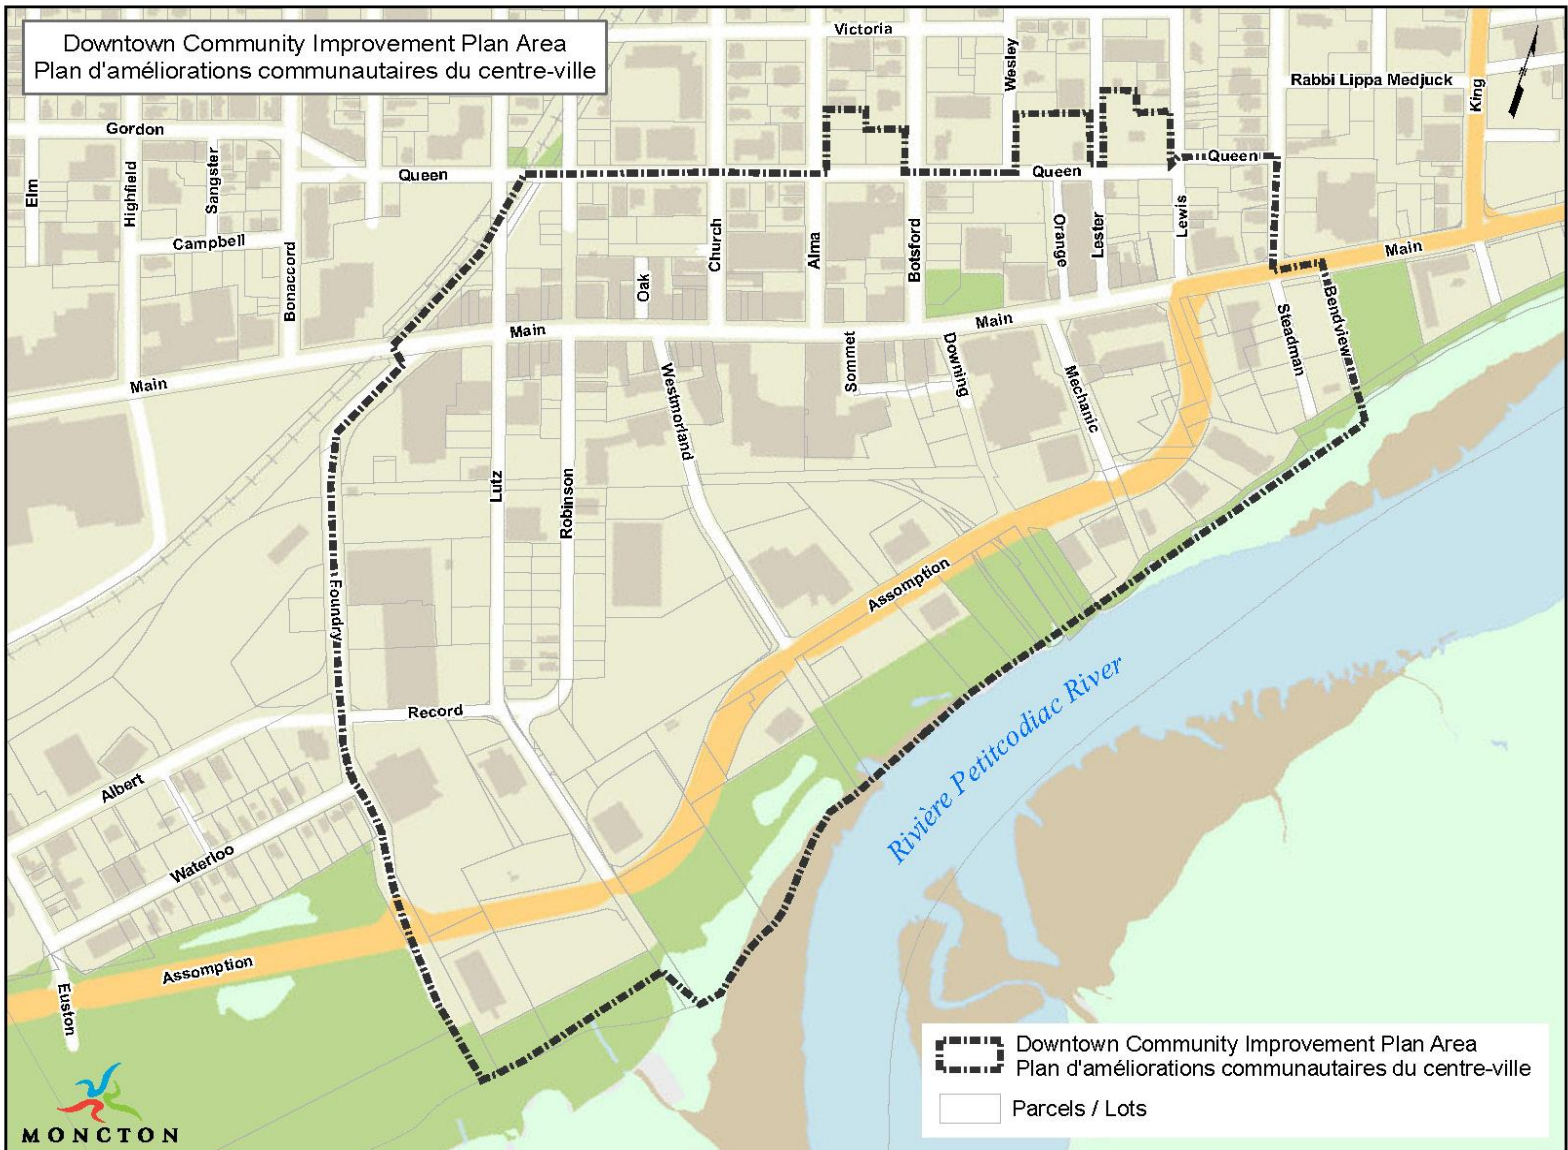 Downtown Community Improvement Plan Area
Plan d'améliorations communautaires du centre-ville
Victoria
Wesley
Rabbi Lippa Medjuck
King
N
Gordon
Elm
Highfield
Sangster
Queen
Queen
Queen
Campbell
Bonaccord
Oak
Church
Alma
Botsford
Orange
Lester
Lewis
Main
Main
Main
Main
Sommet
Downing
Mechanic
Steadman
Bendview
Westmorland
Lutz
Robinson
Foundry
Assomption
Record
Albert
Waterloo
Rivière Petitcodiac River
Assomption
Euston
MONCTON
Downtown Community Improvement Plan Area
Plan d'améliorations communautaires du centre-ville
Parcels / Lots